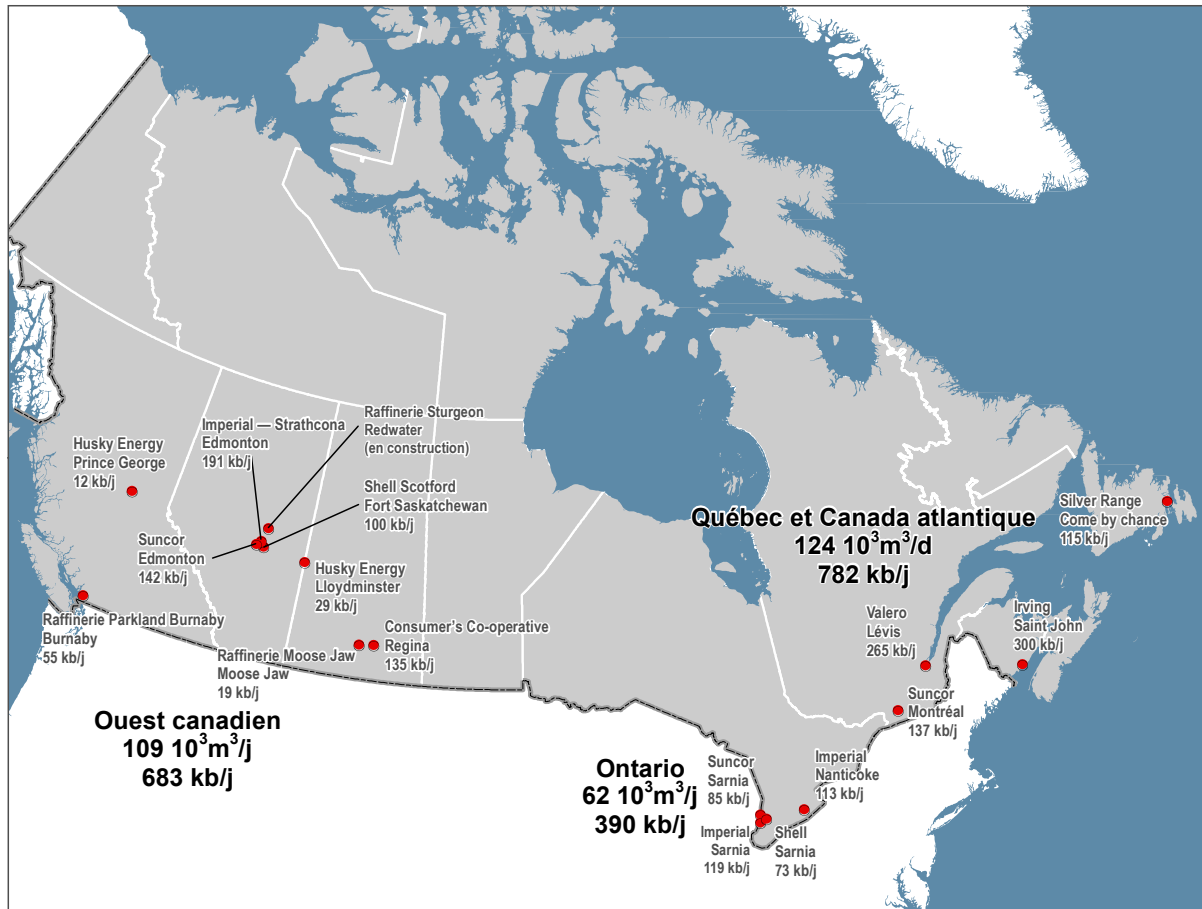 Raffinerie Sturgeon
Redwater
(en construction)
Imperial — Strathcona
Edmonton
191 kb/j
Husky Energy
Prince George
12 kb/j
Shell Scotford
Fort Saskatchewan
100 kb/j
Suncor
Edmonton
142 kb/j
Husky Energy
Lloydminster
29 kb/j
Raffinerie Parkland Burnaby
Burnaby
55 kb/j
Consumer's Co-operative
Regina
135 kb/j
Raffinerie Moose Jaw
Moose Jaw
19 kb/j
Ouest canadien
109 10³m³/j
683 kb/j
Québec et Canada atlantique
124 10³m³/d
782 kb/j
Silver Range
Come by chance
115 kb/j
Valero
Lévis
265 kb/j
Irving
Saint John
300 kb/j
Suncor
Montréal
137 kb/j
Ontario
62 10³m³/j
390 kb/j
Suncor
Sarnia
85 kb/j
Imperial
Nanticoke
113 kb/j
Imperial
Sarnia
119 kb/j
Shell
Sarnia
73 kb/j